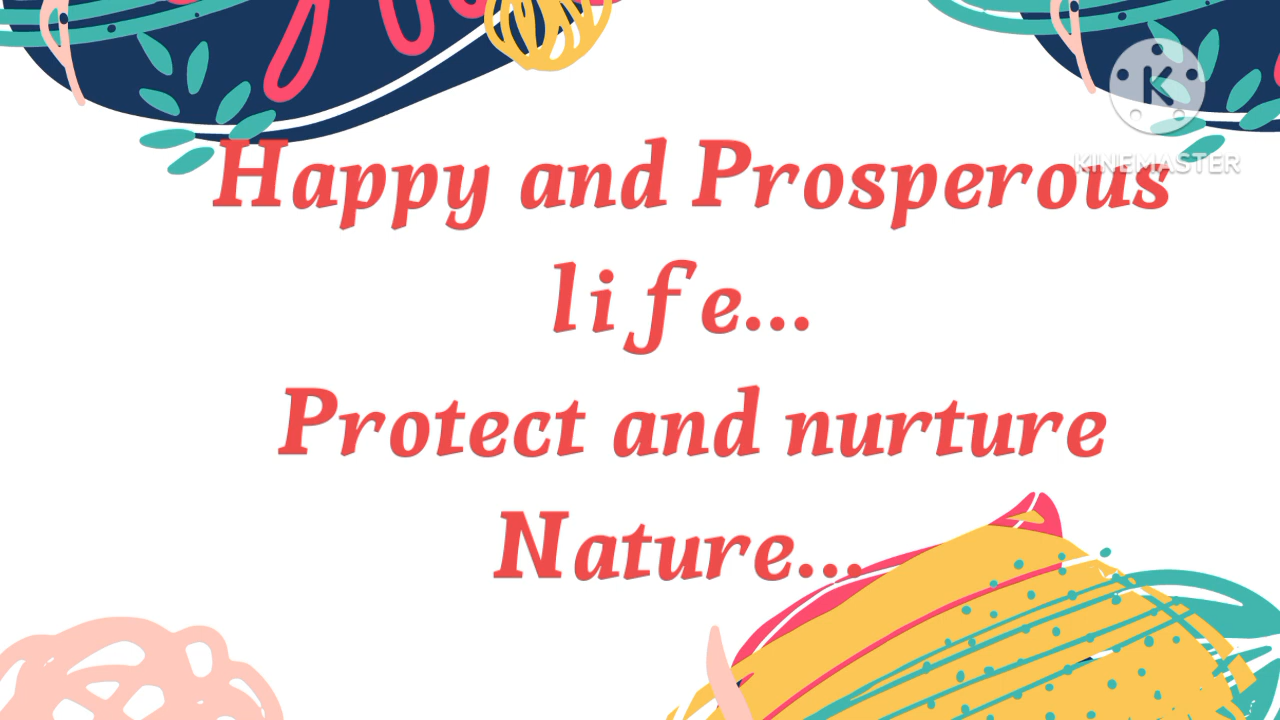 KINEMASTER
Happy and Prosperous
life...
Protect and nurture
Nature...